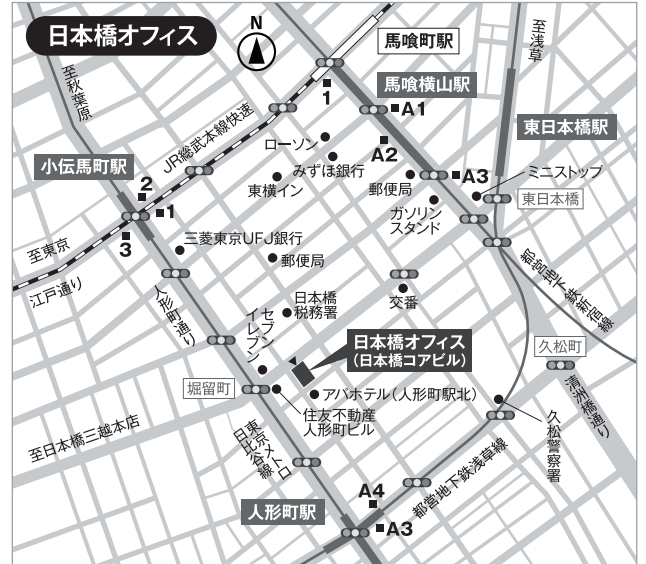 日本橋オフィス
N
至浅草
馬喰町駅
至秋葉原
馬喰横山駅
1
A1
JR総武本線快速
ローソン
東日本橋駅
小伝馬町駅
みずほ銀行
A2
A3
ミニストップ
2
東横イン
郵便局
東日本橋
1
ガソリン
スタンド
3
三菱東京UFJ銀行
至東京
郵便局
都営地下鉄新宿線
江戸通り
人形町通り
日本橋
税務署
交番
セブン
イレブン
日本橋オフィス
(日本橋コアビル)
久松町
堀留町
アパホテル(人形町駅北)
清洲橋通り
住友不動産
人形町ビル
至日本橋三越本店
東京メトロ
日比谷線
久松警察署
都営地下鉄浅草線
A4
人形町駅
A3